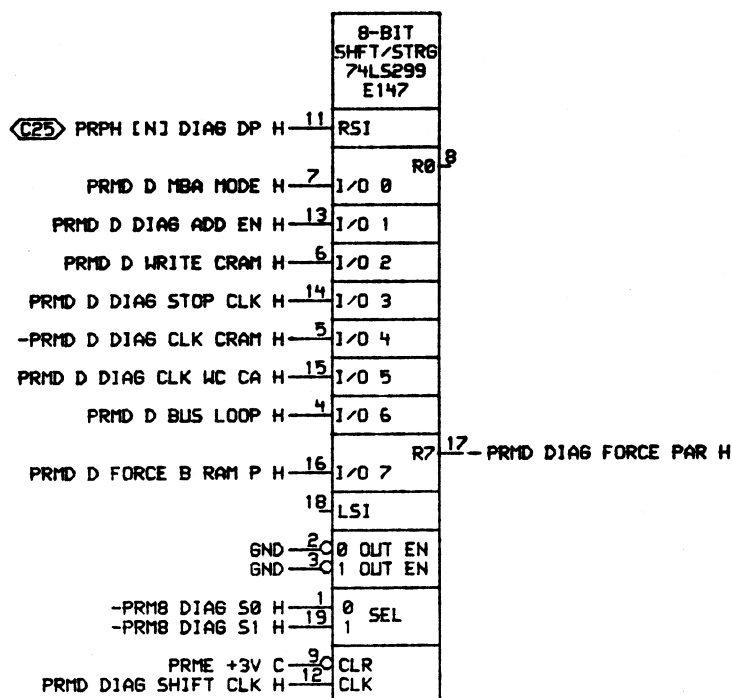 8-BIT
SHFT/STRG
74LS299
E147
C25 PRPH [N] DIAG DP H 11 RSI
R0 8
PRMD D MBA MODE H 7 I/O 0
PRMD D DIAG ADD EN H 13 I/O 1
PRMD D WRITE CRAM H 6 I/O 2
PRMD D DIAG STOP CLK H 14 I/O 3
-PRMD D DIAG CLK CRAM H 5 I/O 4
PRMD D DIAG CLK WC CA H 15 I/O 5
PRMD D BUS LOOP H 4 I/O 6
R7 17 - PRMD DIAG FORCE PAR H
PRMD D FORCE B RAM P H 16 I/O 7
18 LSI
GND 2 0 OUT EN
GND 3 1 OUT EN
-PRM8 DIAG S0 H 1 0 SEL
-PRM8 DIAG S1 H 19 1
PRME +3V C 9 CLR
PRMD DIAG SHIFT CLK H 12 CLK